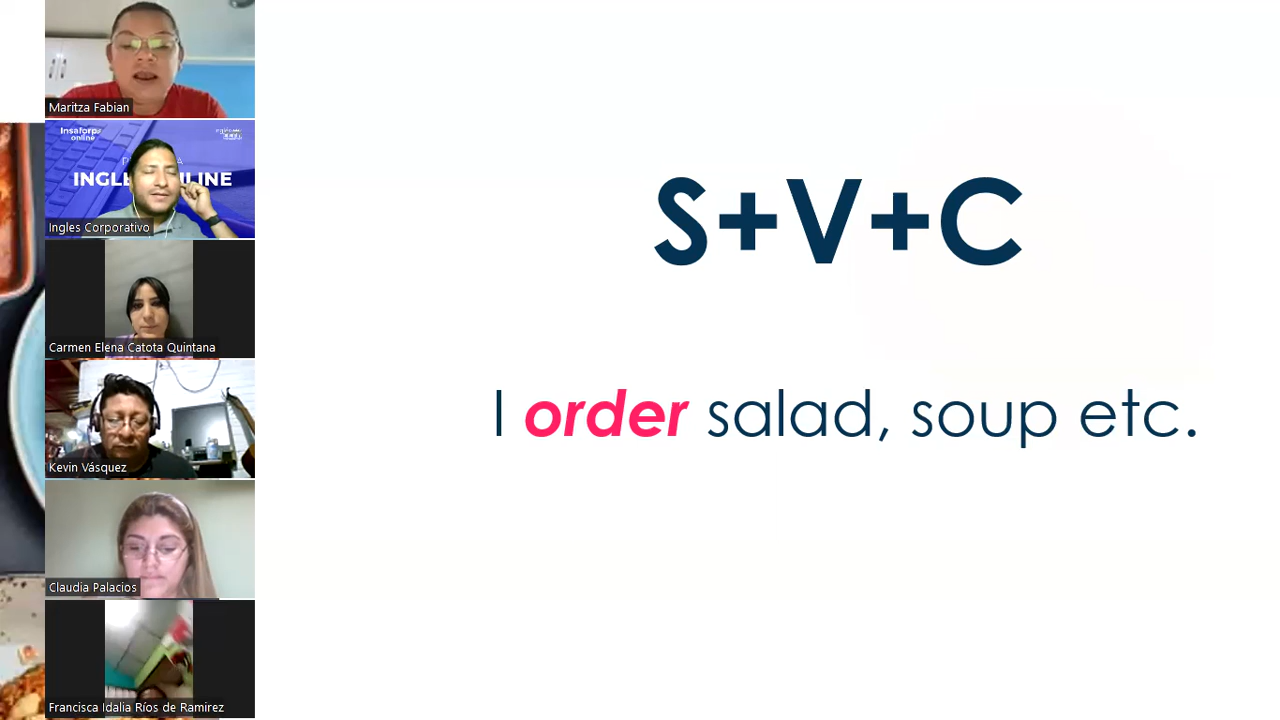 Maritza Fabian
Insaforp
online
INGL
LINE
Ingles Corporativo
Carmen Elena Catota Quintana
Kevin Vásquez
Claudia Palacios
Francisca Idalia Ríos de Ramirez
S+V+C
I order salad, soup etc.